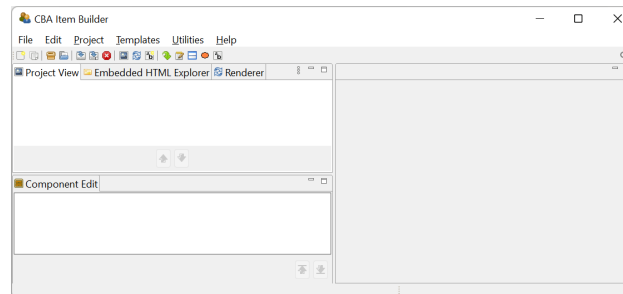 CBA Item Builder
File Edit Project Templates Utilities Help
Project View Embedded HTML Explorer Renderer
Component Edit